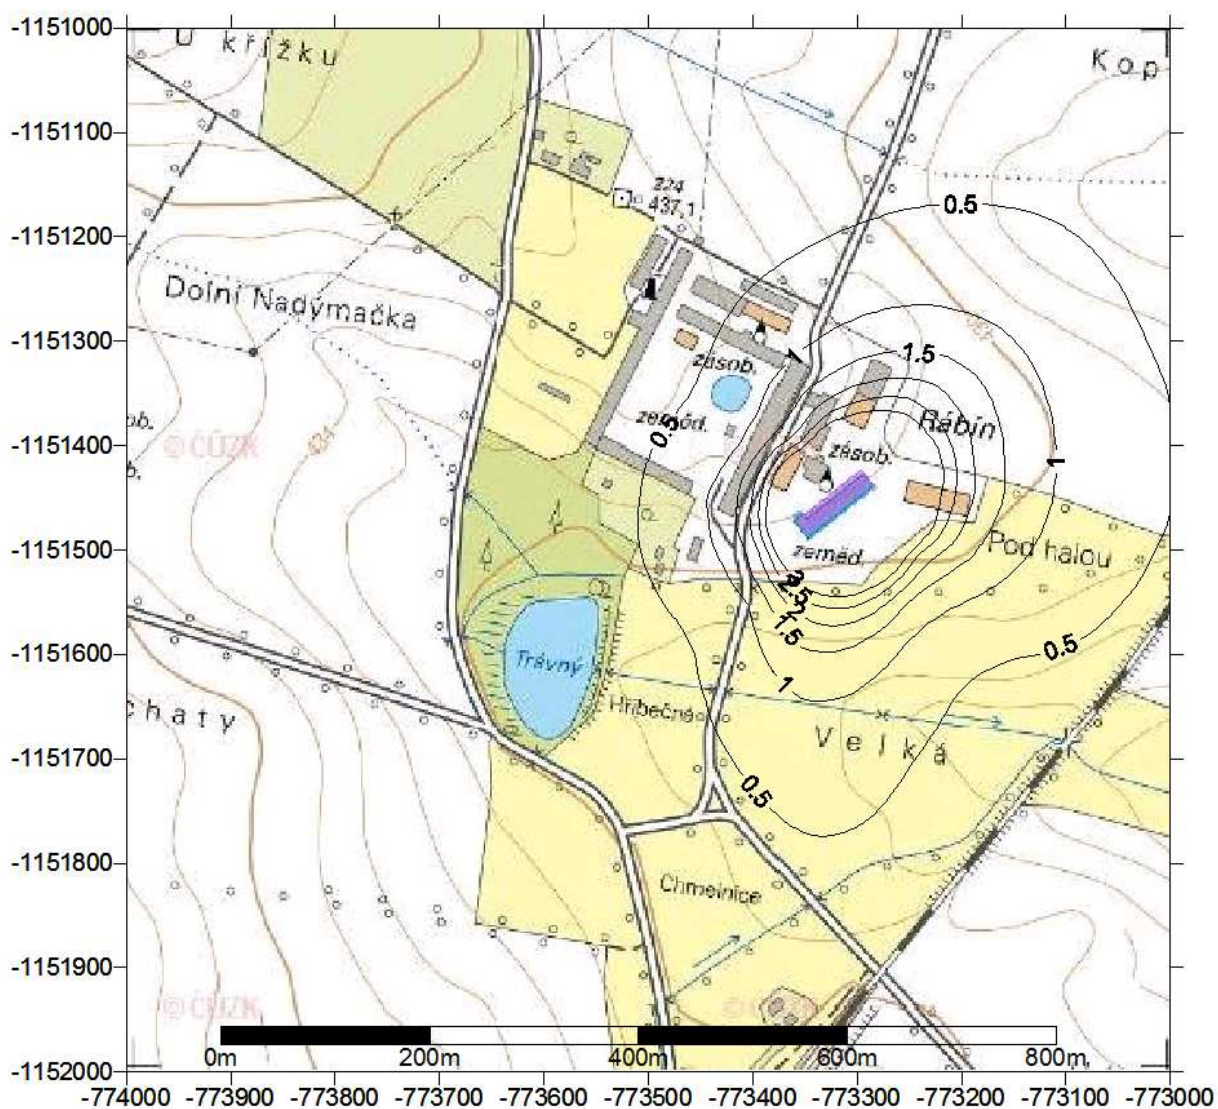 -1151000
U křížku
Kop
-1151100
274
437,1
-1151200
0.5
Dolní Nadýmačka
-1151300
1
1.5
zásob.
Rábín
zeměd.
0.5
ob.
-1151400
©ČÚZK
zásob.
1
b.
-1151500
zeměd.
Pod halou
2.5
2
1.5
0.5
-1151600
Trávný
1
Hříbečné
chaty
Velká
-1151700
0.5
-1151800
Chmelnice
-1151900
©ČÚZK
©ČÚZK
0m 200m 400m 600m 800m
-1152000
-774000 -773900 -773800 -773700 -773600 -773500 -773400 -773300 -773200 -773100 -773000